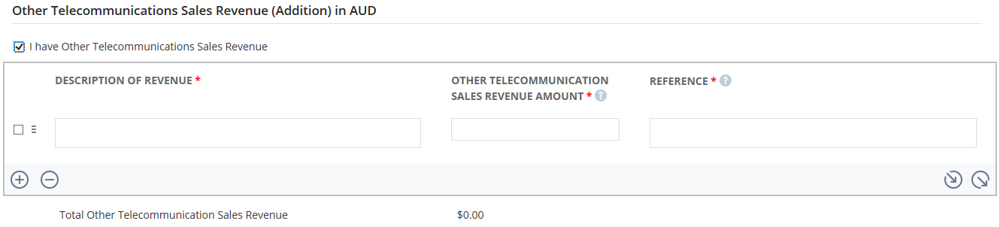 Other Telecommunications Sales Revenue (Addition) in AUD
I have Other Telecommunications Sales Revenue
DESCRIPTION OF REVENUE *
OTHER TELECOMMUNICATION
SALES REVENUE AMOUNT * ?
REFERENCE * ?
Total Other Telecommunication Sales Revenue $0.00